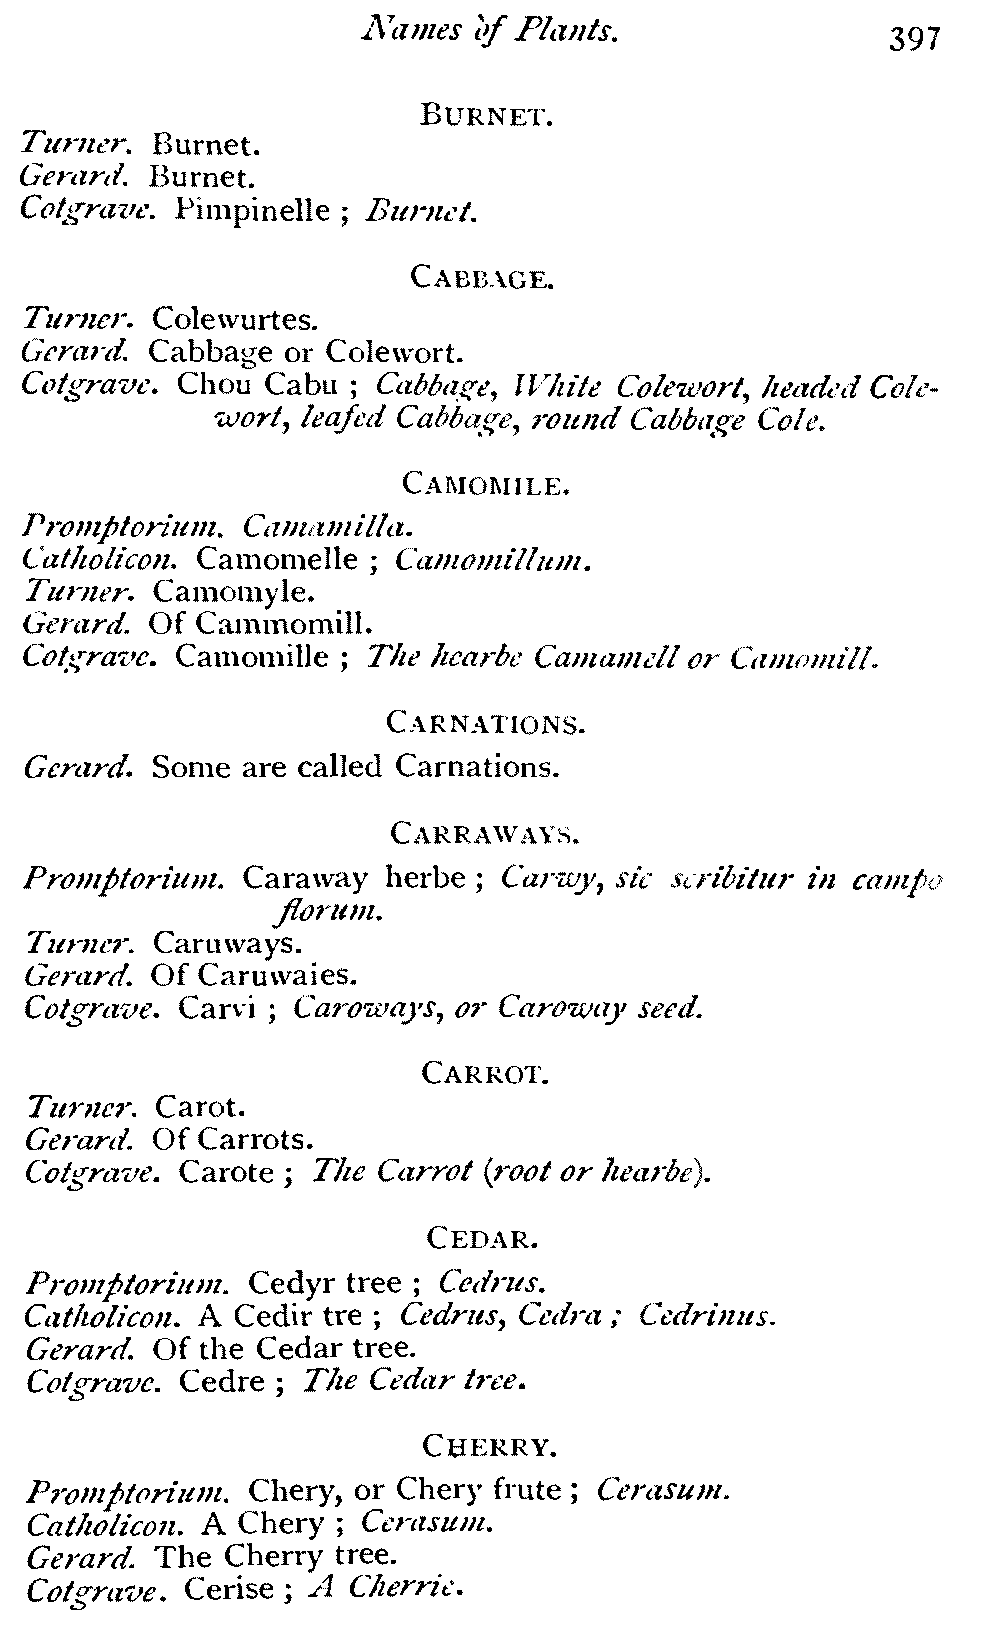 Names of Plants.
397
BURNET.
Turner. Burnet.
Gerard. Burnet.
Cotgrave. Pimpinelle ; Burnet.
CABBAGE.
Turner. Colewurtes.
Gerard. Cabbage or Colewort.
Cotgrave. Chou Cabu ; Cabbage, White Colewort, headed Cole-
wort, leafed Cabbage, round Cabbage Cole.
CAMOMILE.
Promptorium. Camamilla.
Catholicon. Camomelle ; Camomillum.
Turner. Camomyle.
Gerard. Of Cammomill.
Cotgrave. Camomille ; The hearbe Camamell or Camomill.
CARNATIONS.
Gerard. Some are called Carnations.
CARRAWAYS.
Promptorium. Caraway herbe ; Carwy, sic scribitur in campo
florum.
Turner. Caruways.
Gerard. Of Caruwaies.
Cotgrave. Carvi ; Caroways, or Caroway seed.
CARROT.
Turner. Carot.
Gerard. Of Carrots.
Cotgrave. Carote ; The Carrot (root or hearbe).
CEDAR.
Promptorium. Cedyr tree ; Cedrus.
Catholicon. A Cedir tre ; Cedrus, Cedra ; Cedrinus.
Gerard. Of the Cedar tree.
Cotgrave. Cedre ; The Cedar tree.
CHERRY.
Promptorium. Chery, or Chery frute ; Cerasum.
Catholicon. A Chery ; Cerasum.
Gerard. The Cherry tree.
Cotgrave. Cerise ; A Cherrie.